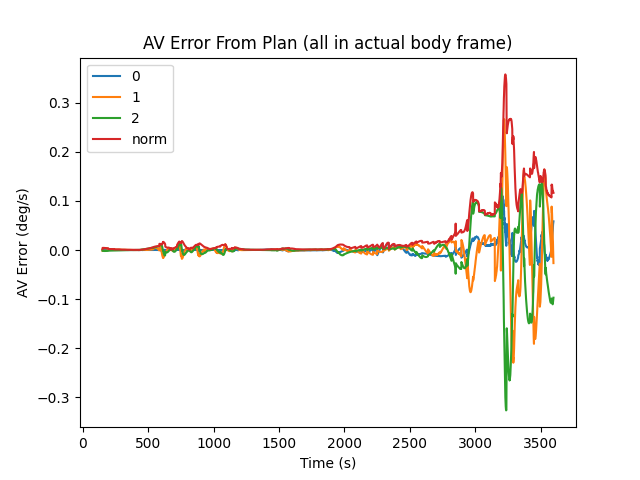 AV Error From Plan (all in actual body frame)
0
1
2
norm
AV Error (deg/s)
0.3
0.2
0.1
0.0
−0.1
−0.2
−0.3
0 500 1000 1500 2000 2500 3000 3500
Time (s)